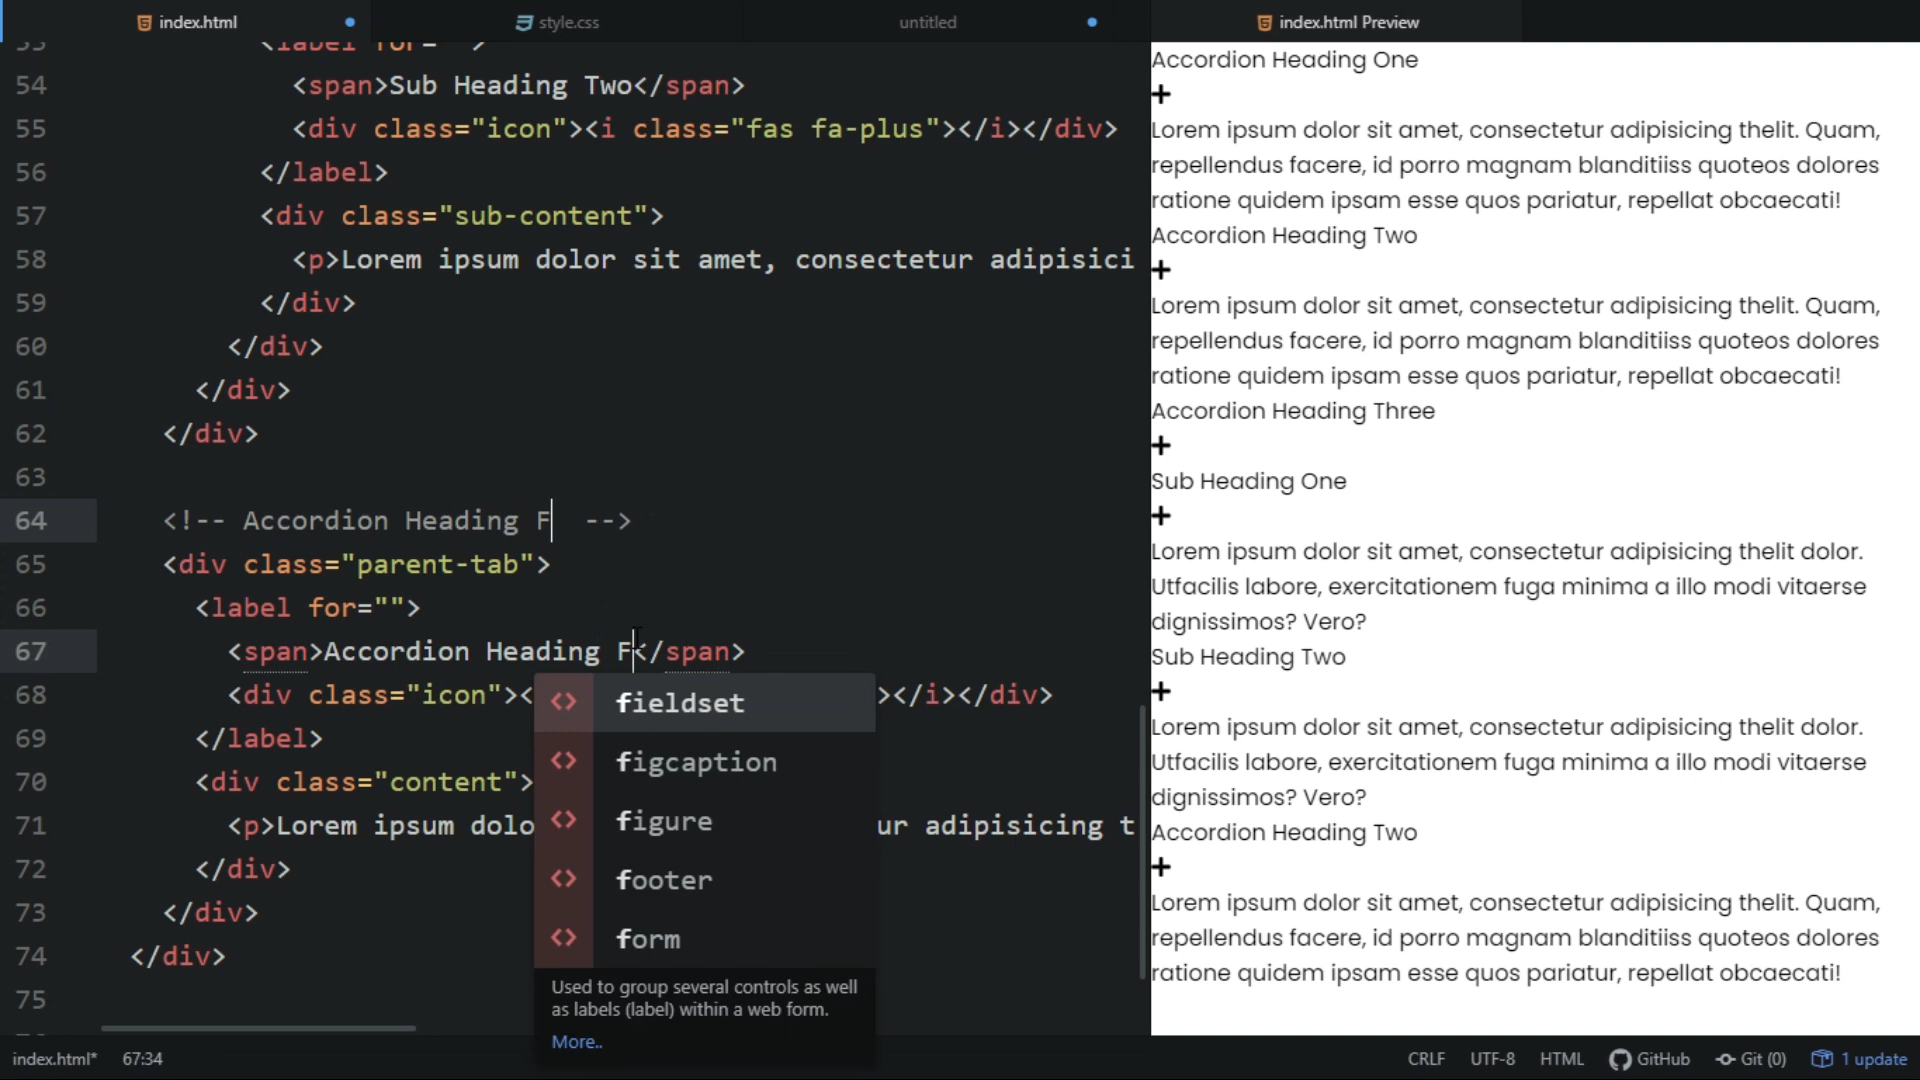 index.html
style.css
untitled
index.html Preview
53 <label for="">
54 <span>Sub Heading Two</span>
55 <div class="icon"><i class="fas fa-plus"></i></div>
56 </label>
57 <div class="sub-content">
58 <p>Lorem ipsum dolor sit amet, consectetur adipisici
59 </div>
60 </div>
61 </div>
62 </div>
63
64 <!-- Accordion Heading F  -->
65 <div class="parent-tab">
66 <label for="">
67 <span>Accordion Heading F</span>
68 <div class="icon">< ></i></div>
69 </label>
70 <div class="content">
71 <p>Lorem ipsum dolo ur adipisicing t
72 </div>
73 </div>
74 </div>
75
<> fieldset
<> figcaption
<> figure
<> footer
<> form
Used to group several controls as well
as labels (label) within a web form.
More..
Accordion Heading One
+
Lorem ipsum dolor sit amet, consectetur adipisicing thelit. Quam,
repellendus facere, id porro magnam blanditiiss quoteos dolores
ratione quidem ipsam esse quos pariatur, repellat obcaecati!
Accordion Heading Two
+
Lorem ipsum dolor sit amet, consectetur adipisicing thelit. Quam,
repellendus facere, id porro magnam blanditiiss quoteos dolores
ratione quidem ipsam esse quos pariatur, repellat obcaecati!
Accordion Heading Three
+
Sub Heading One
+
Lorem ipsum dolor sit amet, consectetur adipisicing thelit dolor.
Utfacilis labore, exercitationem fuga minima a illo modi vitaerse
dignissimos? Vero?
Sub Heading Two
+
Lorem ipsum dolor sit amet, consectetur adipisicing thelit dolor.
Utfacilis labore, exercitationem fuga minima a illo modi vitaerse
dignissimos? Vero?
Accordion Heading Two
+
Lorem ipsum dolor sit amet, consectetur adipisicing thelit. Quam,
repellendus facere, id porro magnam blanditiiss quoteos dolores
ratione quidem ipsam esse quos pariatur, repellat obcaecati!
index.html* 67:34 CRLF UTF-8 HTML GitHub Git (0) 1 update